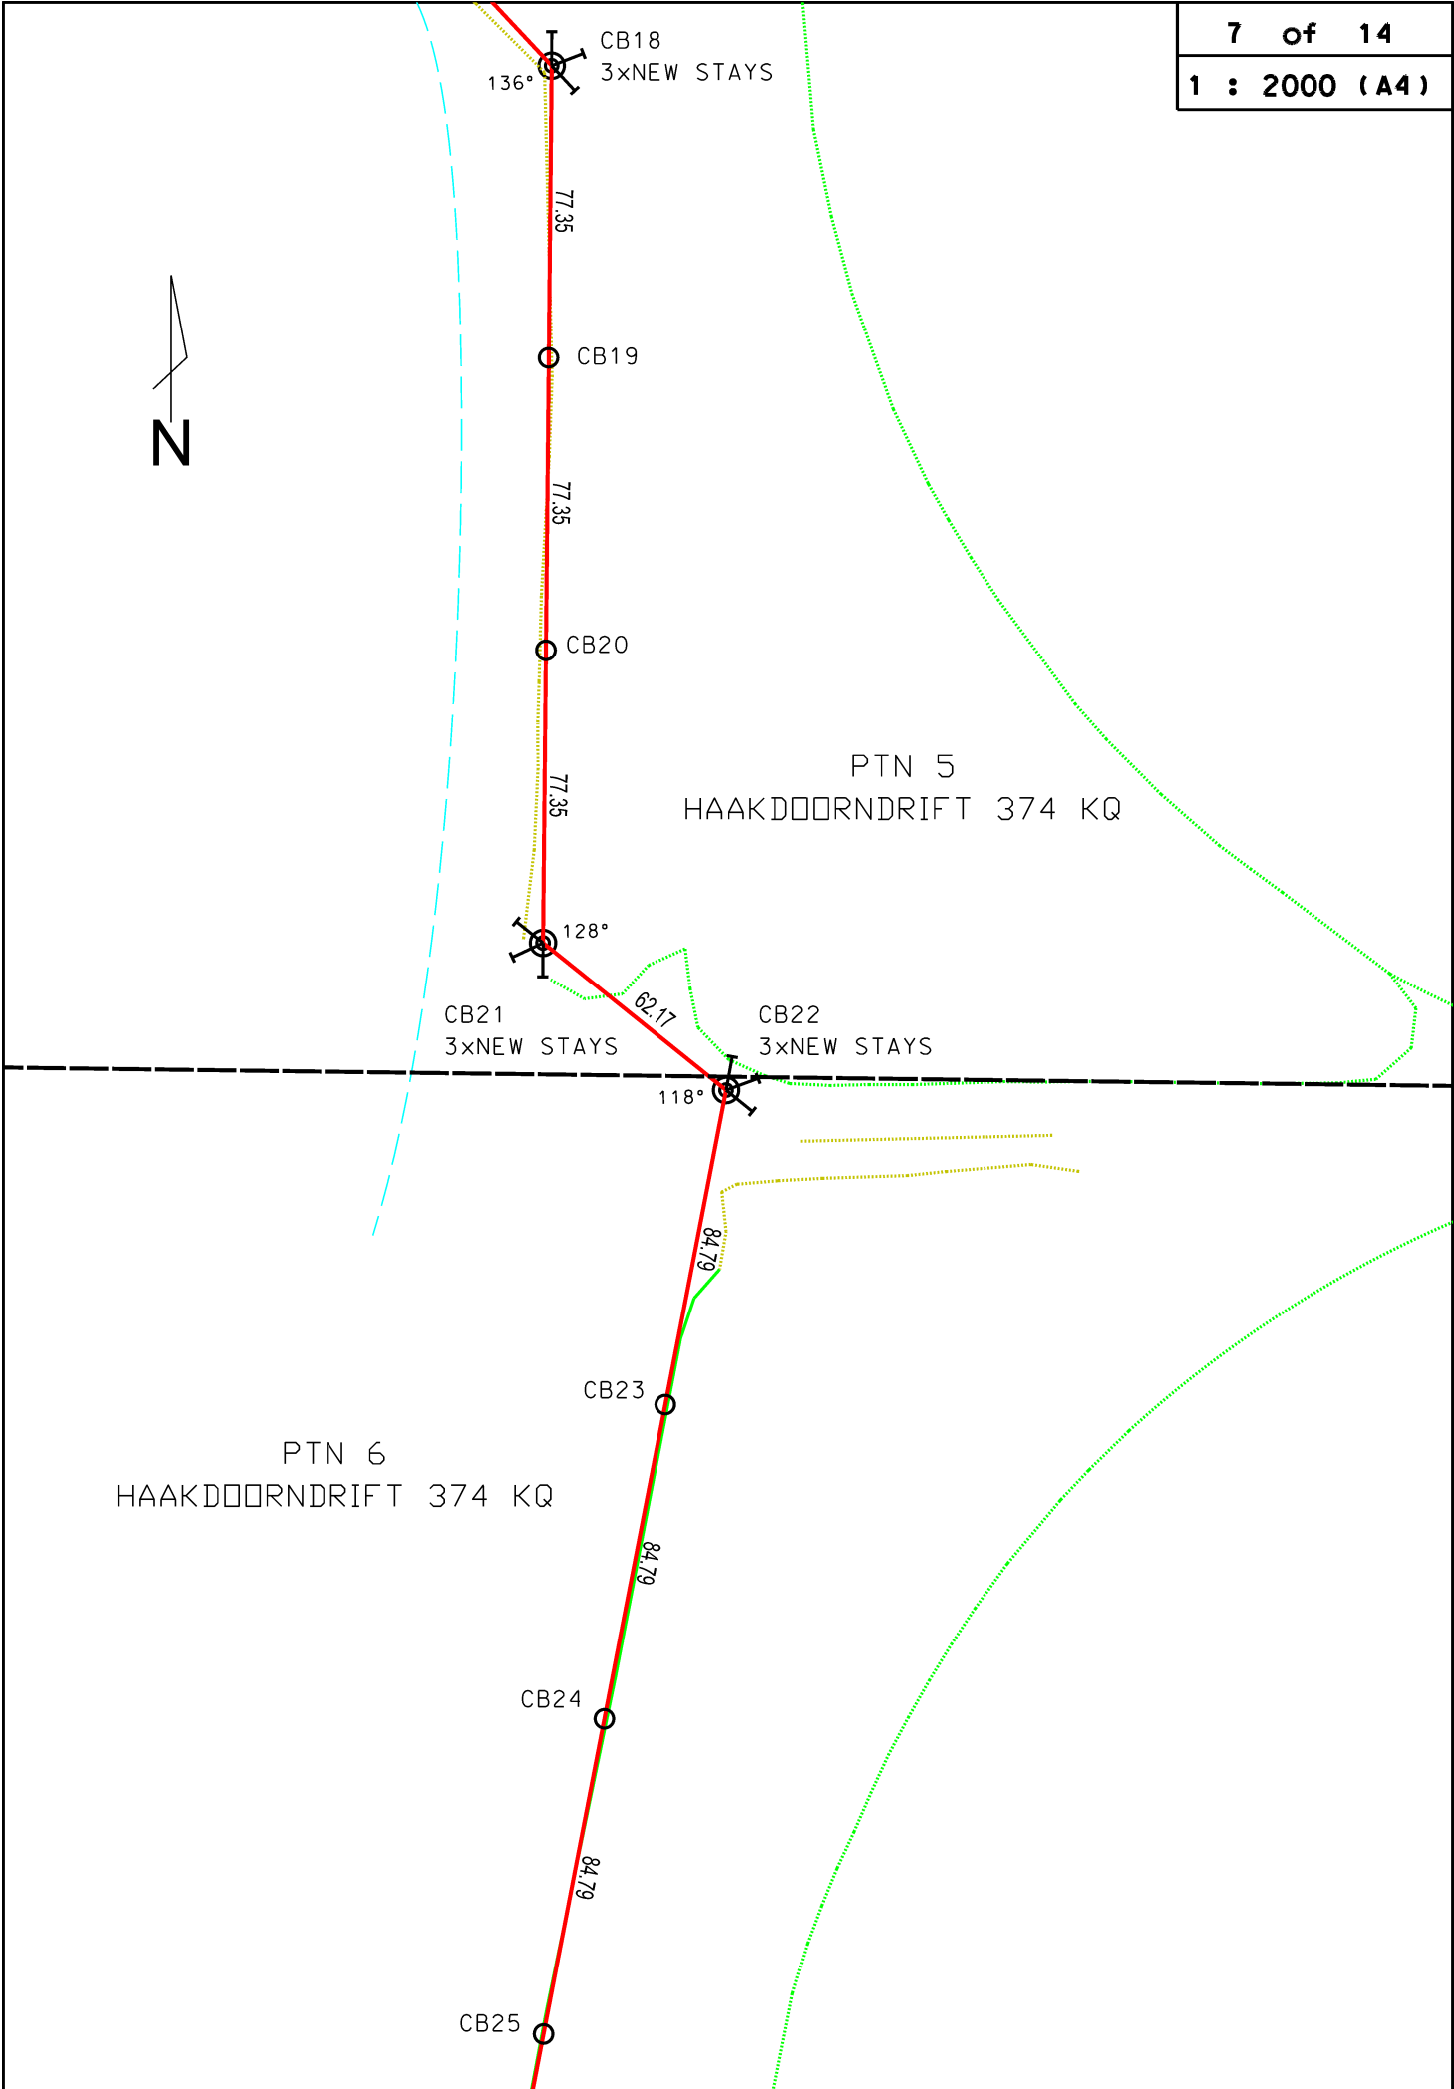 7 of 14
1 : 2000 (A4)
CB18
3xNEW STAYS
136°
77.35
CB19
N
77.35
CB20
77.35
PTN 5
HAAKDOORNDRIFT 374 KQ
128°
62.17
CB21
3xNEW STAYS
CB22
3xNEW STAYS
118°
84.79
CB23
PTN 6
HAAKDOORNDRIFT 374 KQ
84.79
CB24
84.79
CB25